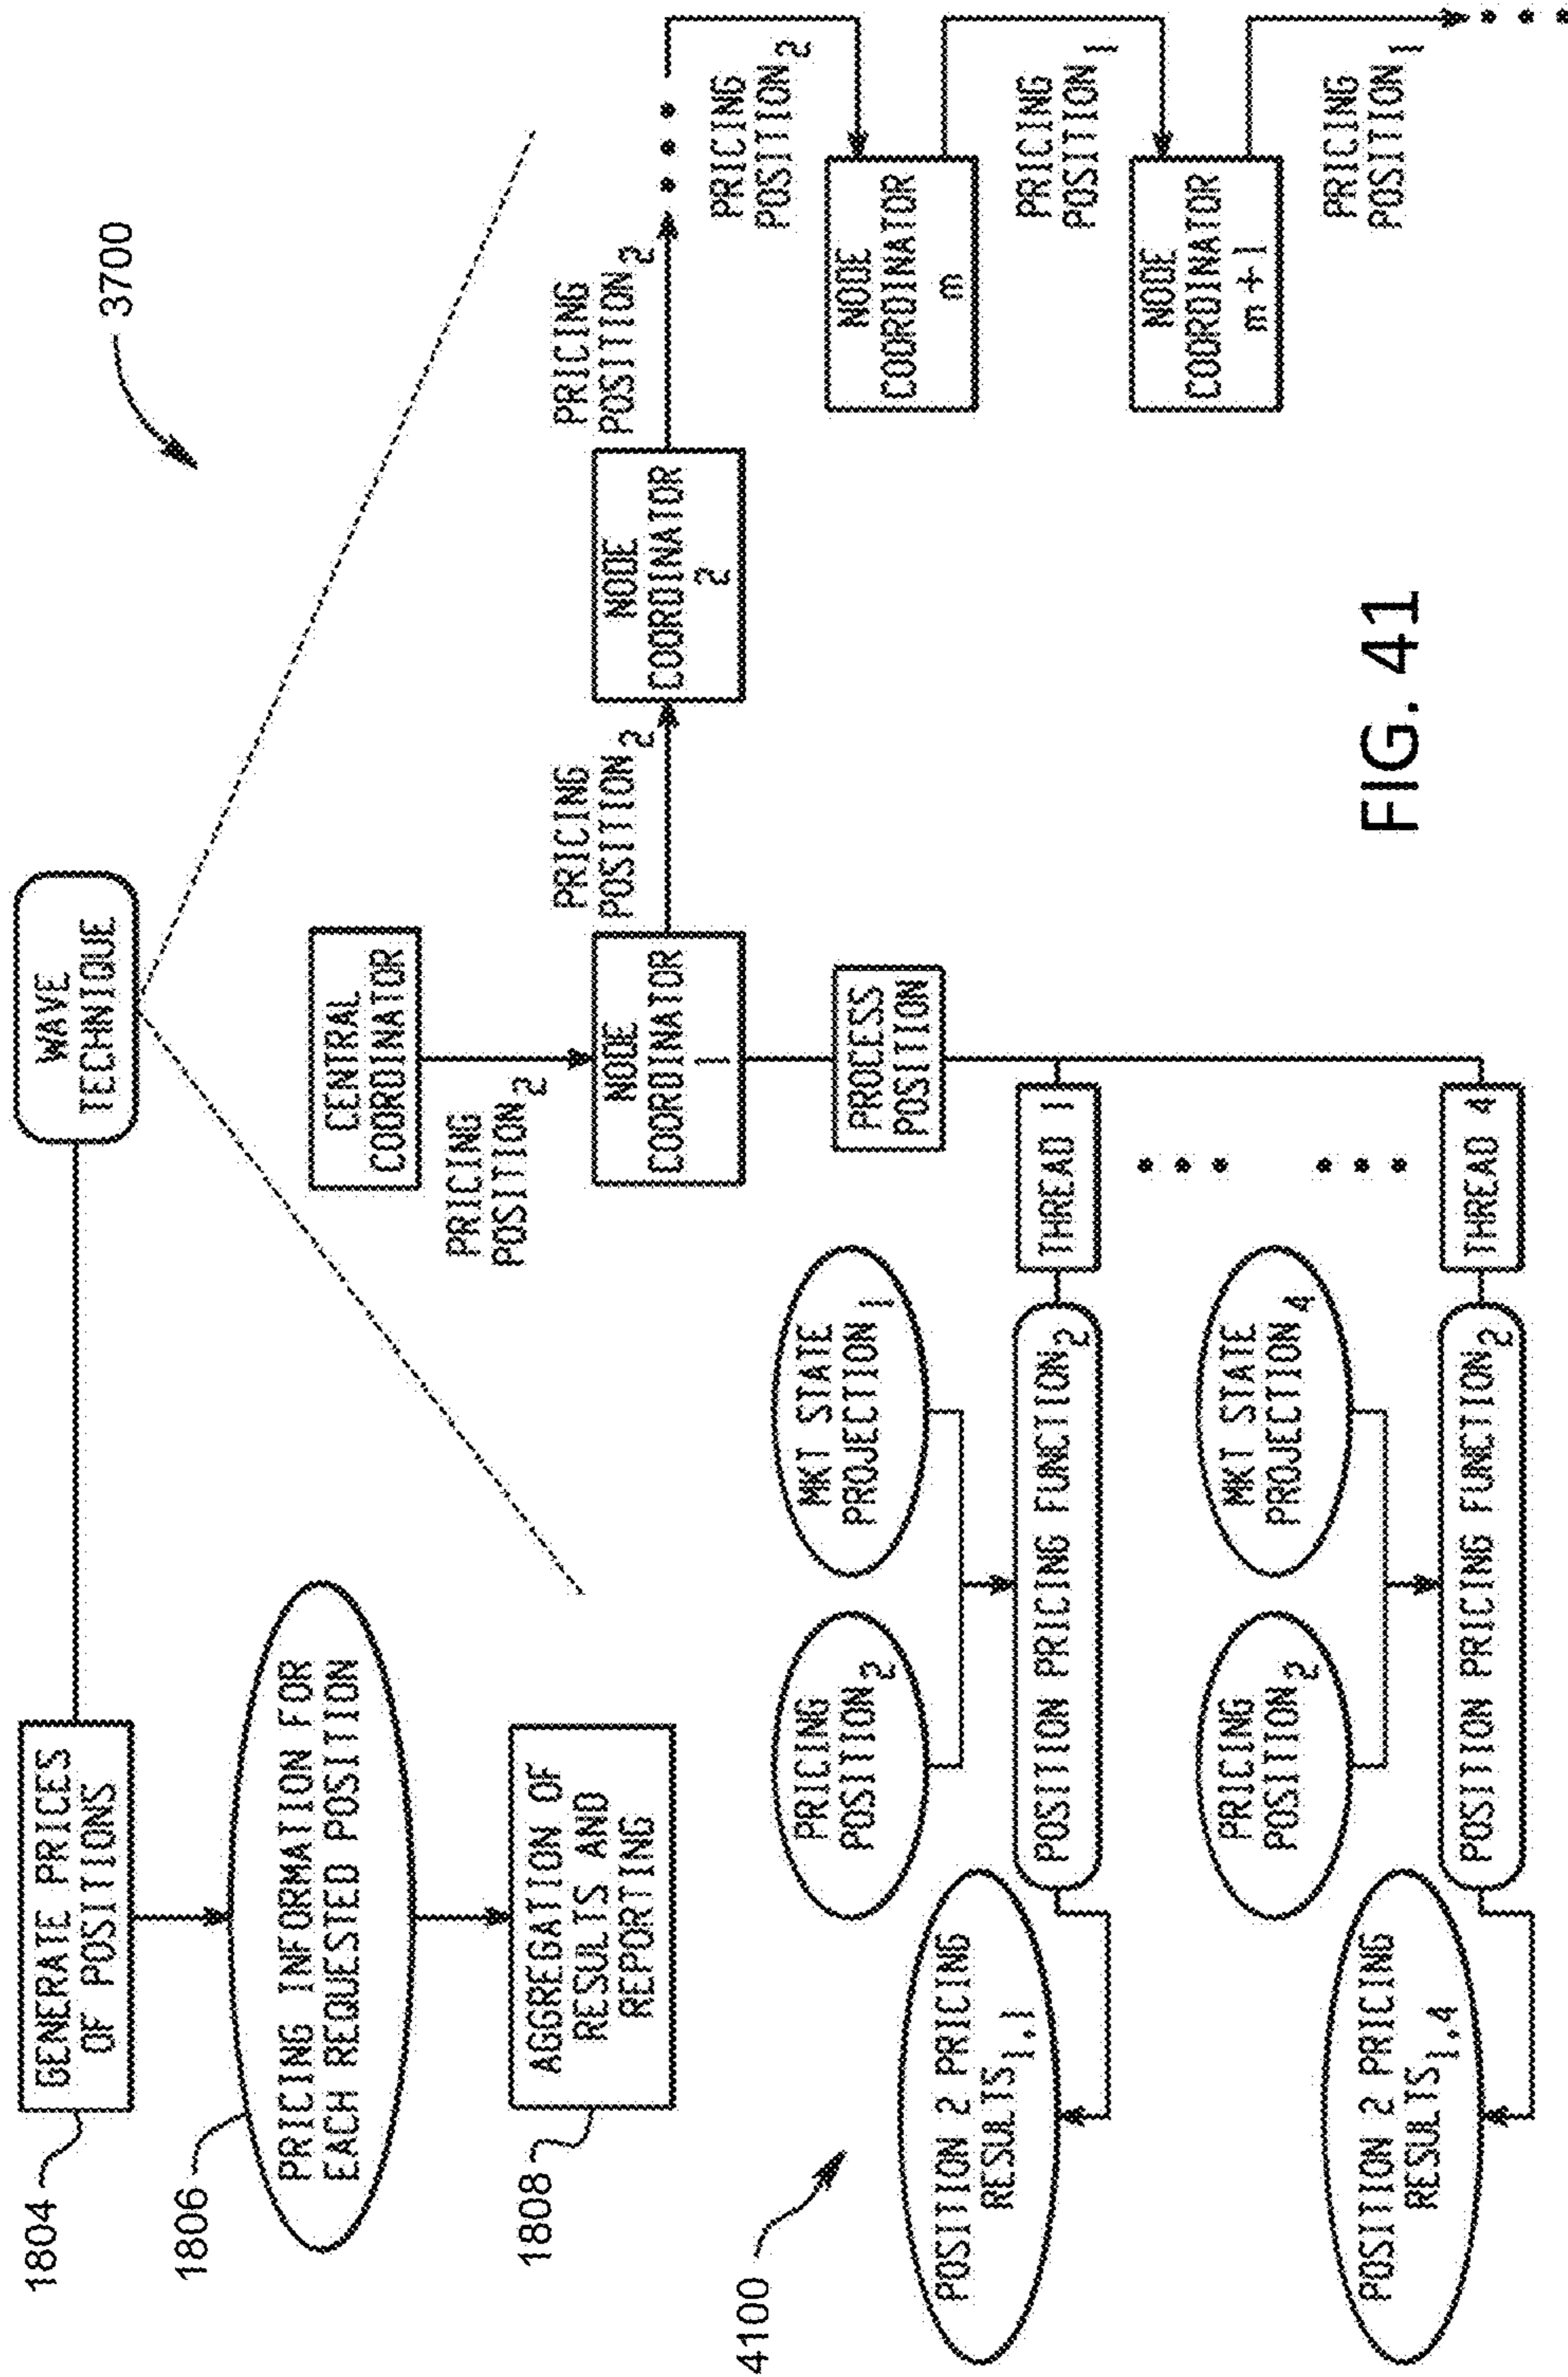 1804
GENERATE PRICES
OF POSITIONS
WAVE
TECHNIQUE
3700
1806
PRICING INFORMATION FOR
EACH REQUESTED POSITION
1808
AGGREGATION OF
RESULTS AND
REPORTING
CENTRAL
COORDINATOR
PRICING
POSITION2
NODE
COORDINATOR
1
PRICING
POSITION2
NODE
COORDINATOR
2
PRICING
POSITION2
PRICING
POSITION2
NODE
COORDINATOR
m
PRICING
POSITION1
NODE
COORDINATOR
m+1
PRICING
POSITION1
PROCESS
POSITION
4100
POSITION 2 PRICING
RESULTS1,1
PRICING
POSITION2
MKT STATE
PROJECTION1
POSITION PRICING FUNCTION2
THREAD 1
POSITION 2 PRICING
RESULTS1,4
PRICING
POSITION2
MKT STATE
PROJECTION4
POSITION PRICING FUNCTION2
THREAD 4
FIG. 41